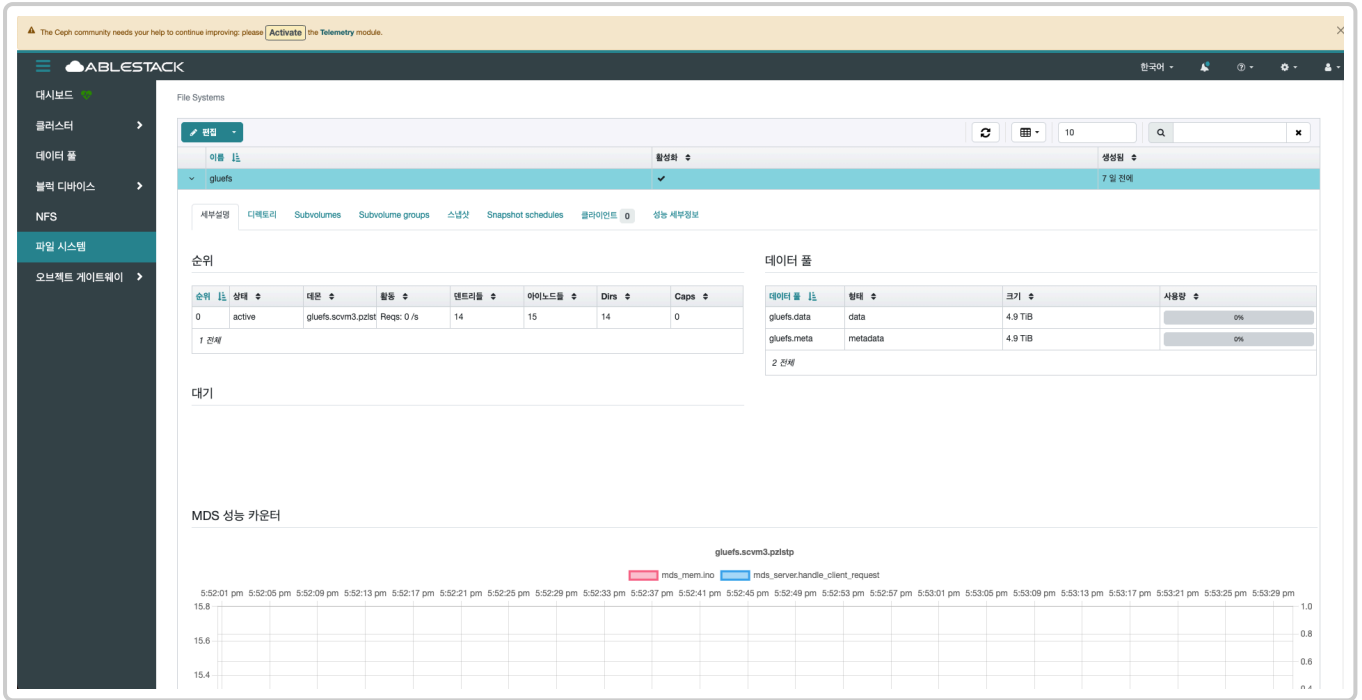 The Ceph community needs your help to continue improving: please Activate the Telemetry module.
ABLESTACK
한국어
대시보드
클러스터
데이터 풀
블럭 디바이스
NFS
파일 시스템
오브젝트 게이트웨이
File Systems
편집
10
이름 활성화 생성됨
gluefs 7 일 전에
세부설명 디렉토리 Subvolumes Subvolume groups 스냅샷 Snapshot schedules 클라이언트 0 성능 세부정보
순위
순위 상태 데몬 활동 덴트리들 아이노드들 Dirs Caps
0 active gluefs.scvm3.pzlst Reqs: 0 /s 14 15 14 0
1 전체
데이터 풀
데이터 풀 형태 크기 사용량
gluefs.data data 4.9 TiB 0%
gluefs.meta metadata 4.9 TiB 0%
2 전체
대기
MDS 성능 카운터
gluefs.scvm3.pzlstp
mds_mem.ino mds_server.handle_client_request
5:52:01 pm 5:52:05 pm 5:52:09 pm 5:52:13 pm 5:52:17 pm 5:52:21 pm 5:52:25 pm 5:52:29 pm 5:52:33 pm 5:52:37 pm 5:52:41 pm 5:52:45 pm 5:52:49 pm 5:52:53 pm 5:52:57 pm 5:53:01 pm 5:53:05 pm 5:53:09 pm 5:53:13 pm 5:53:17 pm 5:53:21 pm 5:53:25 pm 5:53:29 pm
15.8 1.0
15.6 0.8
0.6
15.4
0.4